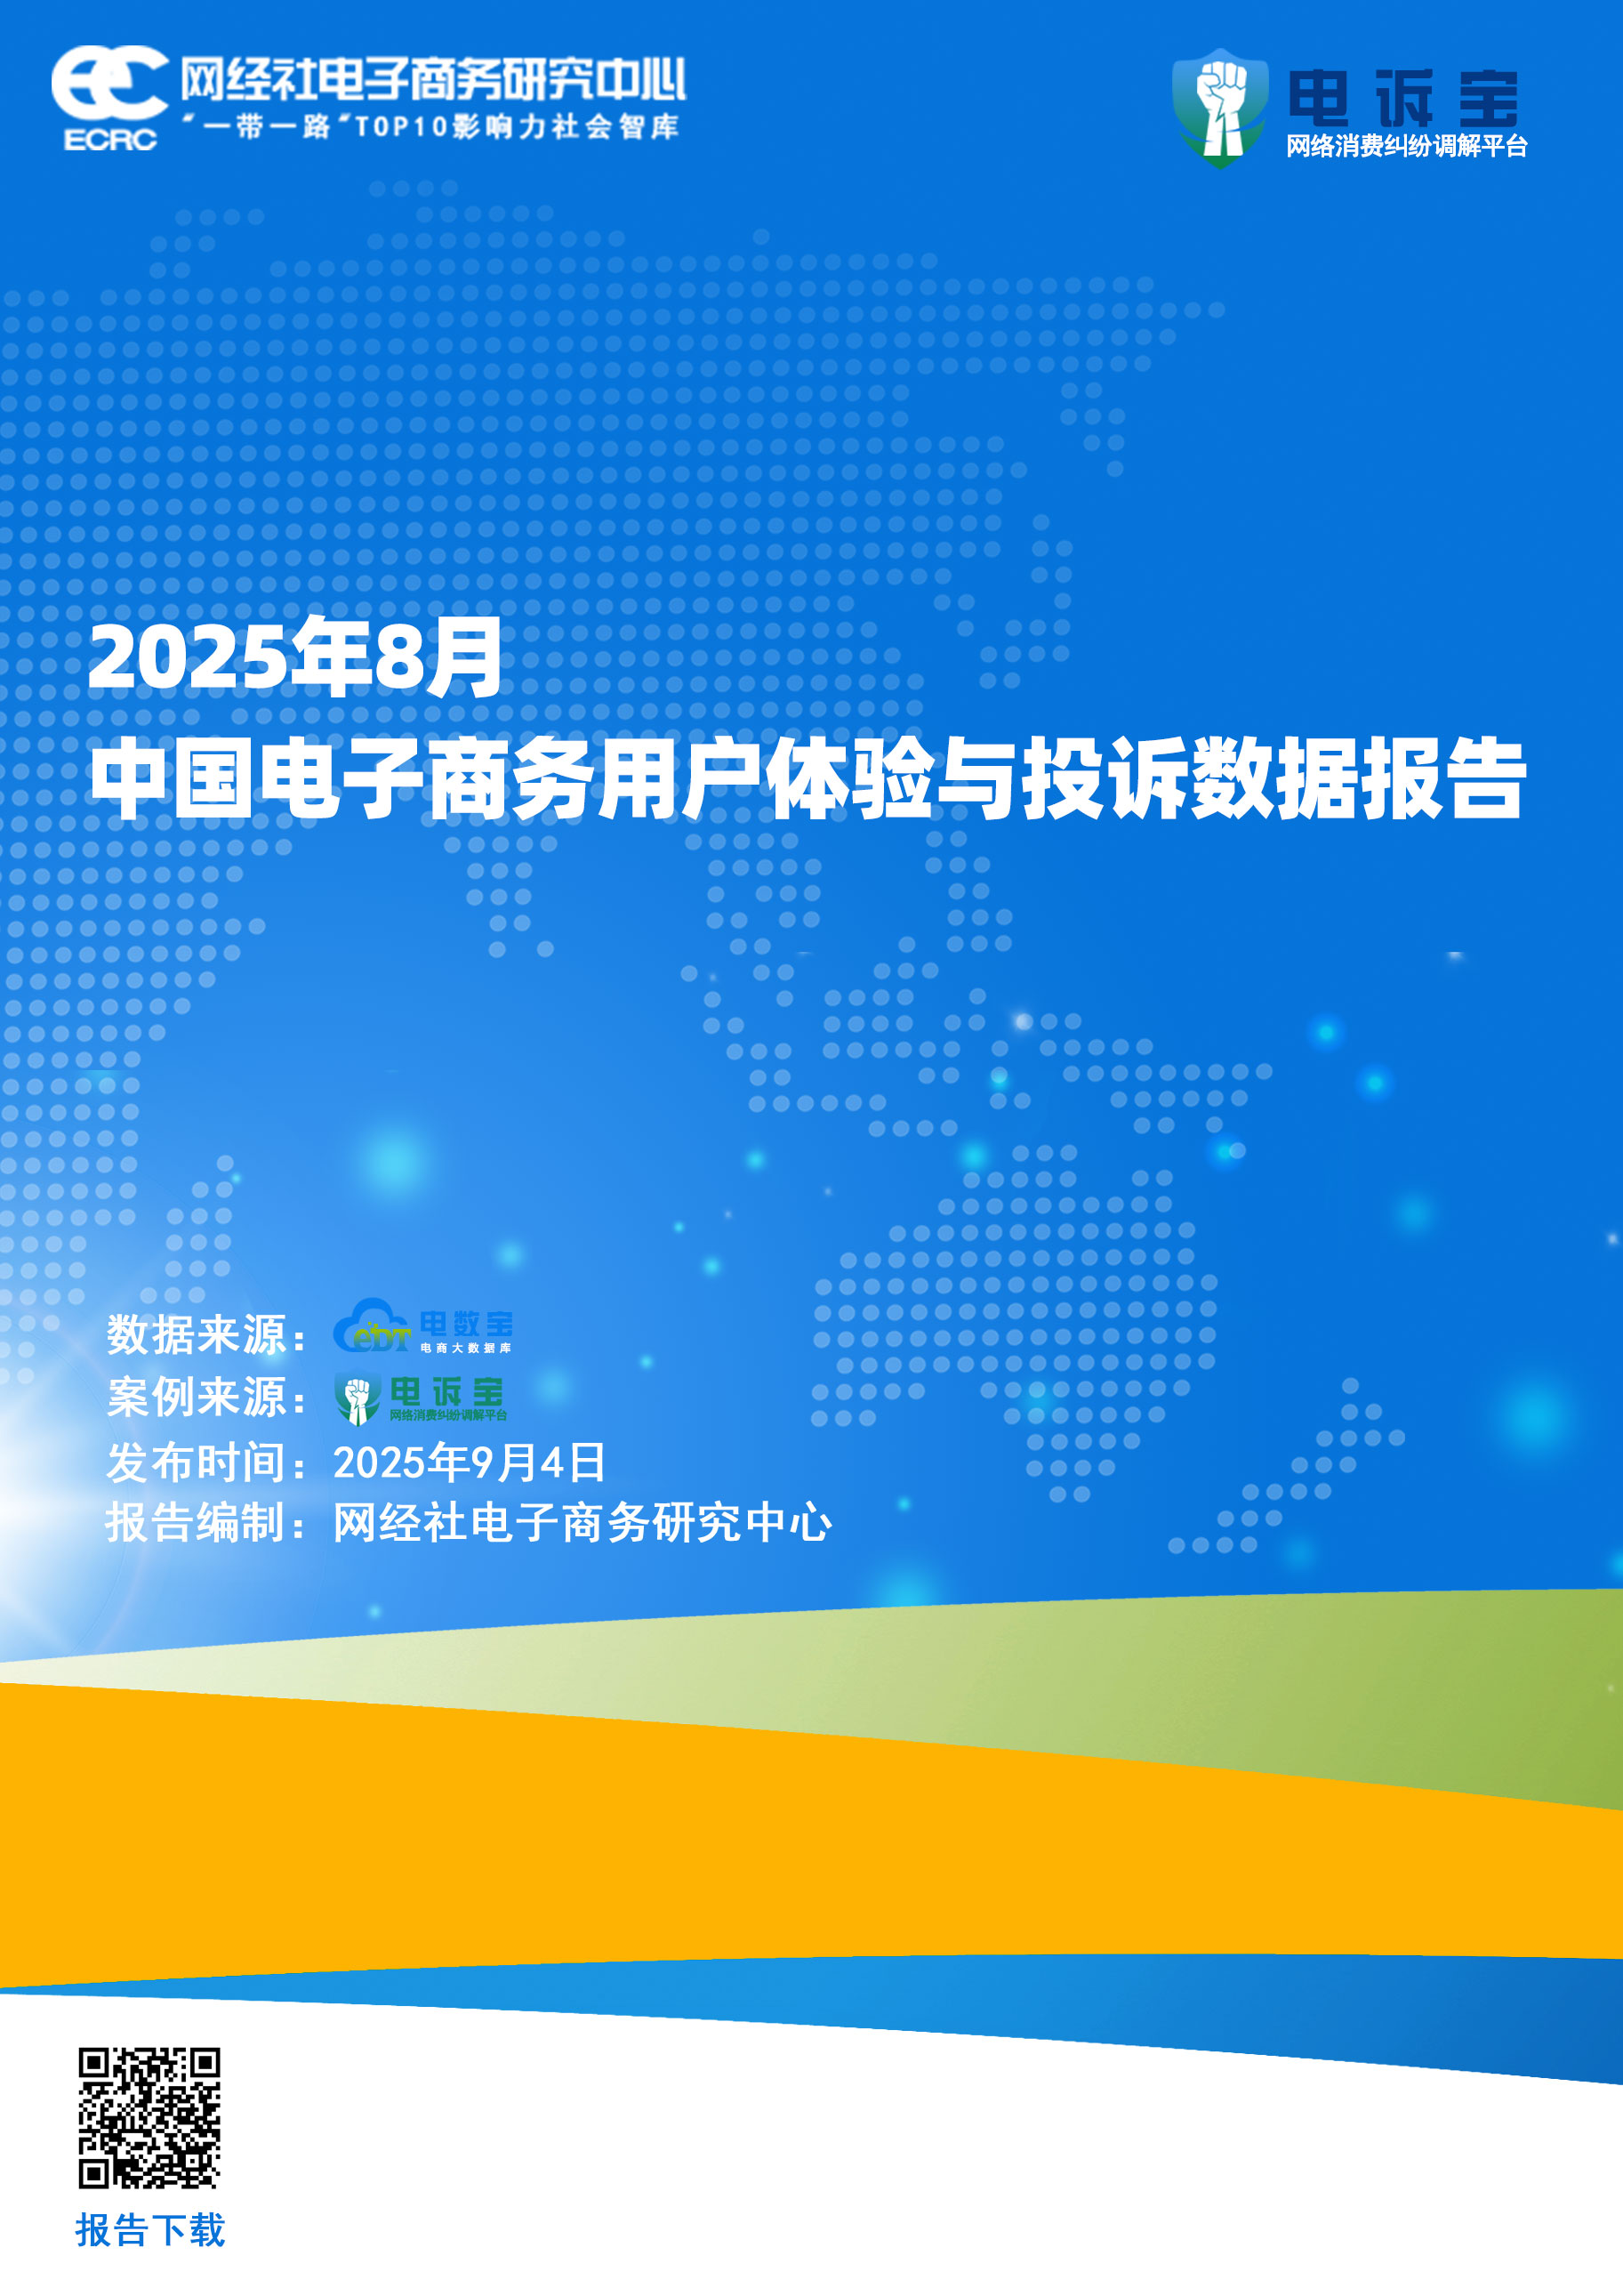 网经社电子商务研究中心
ECRC
"一带一路"TOP10影响力社会智库
电诉宝
网络消费纠纷调解平台
2025年8月
中国电子商务用户体验与投诉数据报告
数据来源：eDT 电数宝
电商大数据库
案例来源：电诉宝
网络消费纠纷调解平台
发布时间：2025年9月4日
报告编制：网经社电子商务研究中心
报告下载